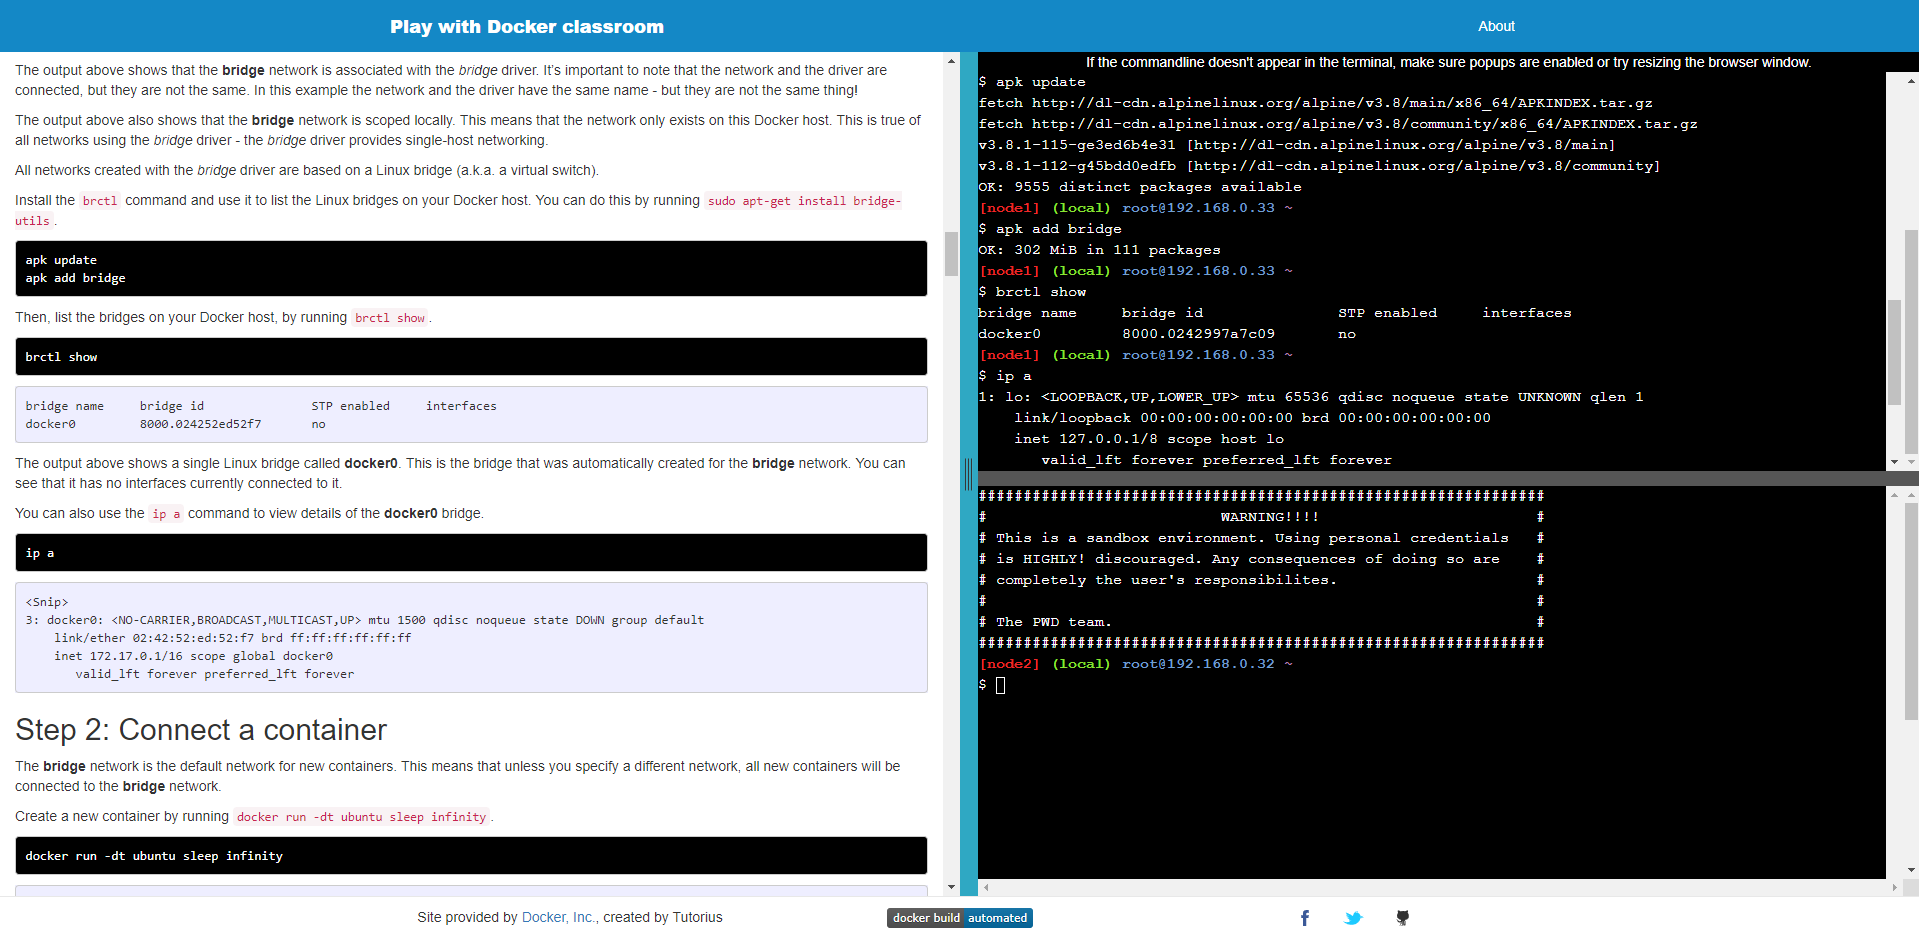 Play with Docker classroom
About
The output above shows that the bridge network is associated with the bridge driver. It's important to note that the network and the driver are
connected, but they are not the same. In this example the network and the driver have the same name - but they are not the same thing!
The output above also shows that the bridge network is scoped locally. This means that the network only exists on this Docker host. This is true of
all networks using the bridge driver - the bridge driver provides single-host networking.
All networks created with the bridge driver are based on a Linux bridge (a.k.a. a virtual switch).
Install the brctl command and use it to list the Linux bridges on your Docker host. You can do this by running sudo apt-get install bridge-
utils .
apk update
apk add bridge
Then, list the bridges on your Docker host, by running brctl show .
brctl show
bridge name     bridge id               STP enabled     interfaces
docker0         8000.024252ed52f7       no
The output above shows a single Linux bridge called docker0. This is the bridge that was automatically created for the bridge network. You can
see that it has no interfaces currently connected to it.
You can also use the ip a command to view details of the docker0 bridge.
ip a
<Snip>
3: docker0: <NO-CARRIER,BROADCAST,MULTICAST,UP> mtu 1500 qdisc noqueue state DOWN group default
    link/ether 02:42:52:ed:52:f7 brd ff:ff:ff:ff:ff:ff
    inet 172.17.0.1/16 scope global docker0
       valid_lft forever preferred_lft forever
Step 2: Connect a container
The bridge network is the default network for new containers. This means that unless you specify a different network, all new containers will be
connected to the bridge network.
Create a new container by running docker run -dt ubuntu sleep infinity .
docker run -dt ubuntu sleep infinity
If the commandline doesn't appear in the terminal, make sure popups are enabled or try resizing the browser window.
$ apk update
fetch http://dl-cdn.alpinelinux.org/alpine/v3.8/main/x86_64/APKINDEX.tar.gz
fetch http://dl-cdn.alpinelinux.org/alpine/v3.8/community/x86_64/APKINDEX.tar.gz
v3.8.1-115-ge3ed6b4e31 [http://dl-cdn.alpinelinux.org/alpine/v3.8/main]
v3.8.1-112-g45bdd0edfb [http://dl-cdn.alpinelinux.org/alpine/v3.8/community]
OK: 9555 distinct packages available
[node1] (local) root@192.168.0.33 ~
$ apk add bridge
OK: 302 MiB in 111 packages
[node1] (local) root@192.168.0.33 ~
$ brctl show
bridge name     bridge id               STP enabled     interfaces
docker0         8000.0242997a7c09       no
[node1] (local) root@192.168.0.33 ~
$ ip a
1: lo: <LOOPBACK,UP,LOWER_UP> mtu 65536 qdisc noqueue state UNKNOWN qlen 1
    link/loopback 00:00:00:00:00:00 brd 00:00:00:00:00:00
    inet 127.0.0.1/8 scope host lo
       valid_lft forever preferred_lft forever
###############################################################
#                          WARNING!!!!                        #
# This is a sandbox environment. Using personal credentials   #
# is HIGHLY! discouraged. Any consequences of doing so are    #
# completely the user's responsibilites.                      #
#                                                             #
# The PWD team.                                               #
###############################################################
[node2] (local) root@192.168.0.32 ~
$
Site provided by Docker, Inc., created by Tutorius
docker build automated